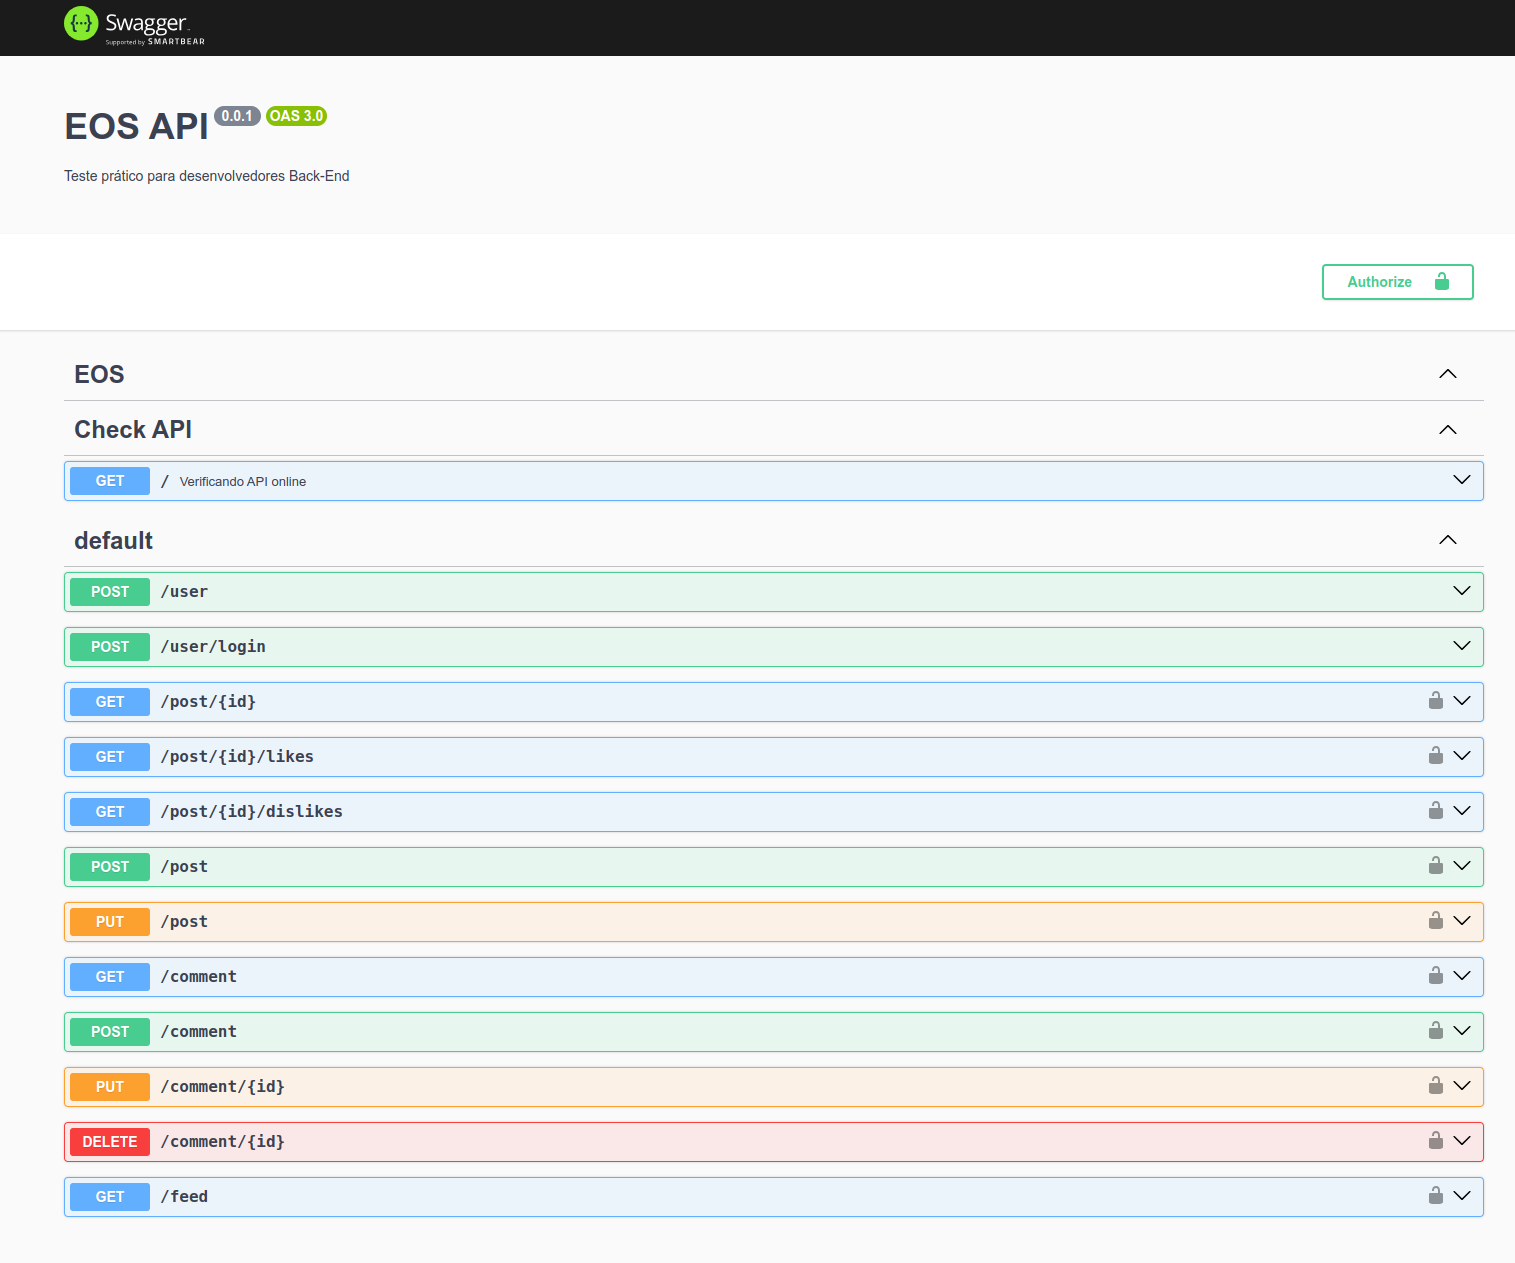 {···} Swagger
Supported by SMARTBEAR
EOS API 0.0.1 OAS 3.0
Teste prático para desenvolvedores Back-End
Authorize
EOS
Check API
GET / Verificando API online
default
POST /user
POST /user/login
GET /post/{id}
GET /post/{id}/likes
GET /post/{id}/dislikes
POST /post
PUT /post
GET /comment
POST /comment
PUT /comment/{id}
DELETE /comment/{id}
GET /feed